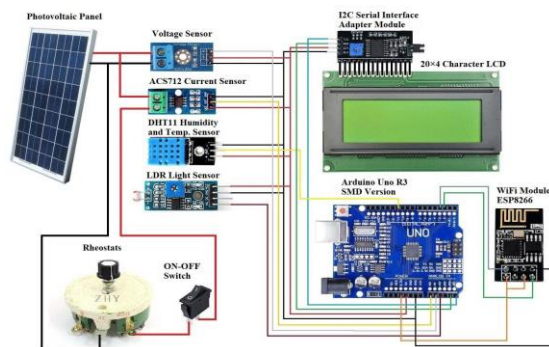 Photovoltaic Panel
Voltage Sensor
I2C Serial Interface
Adapter Module
ACS712 Current Sensor
20×4 Character LCD
DHT11 Humidity
and Temp. Sensor
LDR Light Sensor
Arduino Uno R3
SMD Version
WiFi Module
ESP8266
UNO
Rheostats
ON-OFF
Switch
ZHY